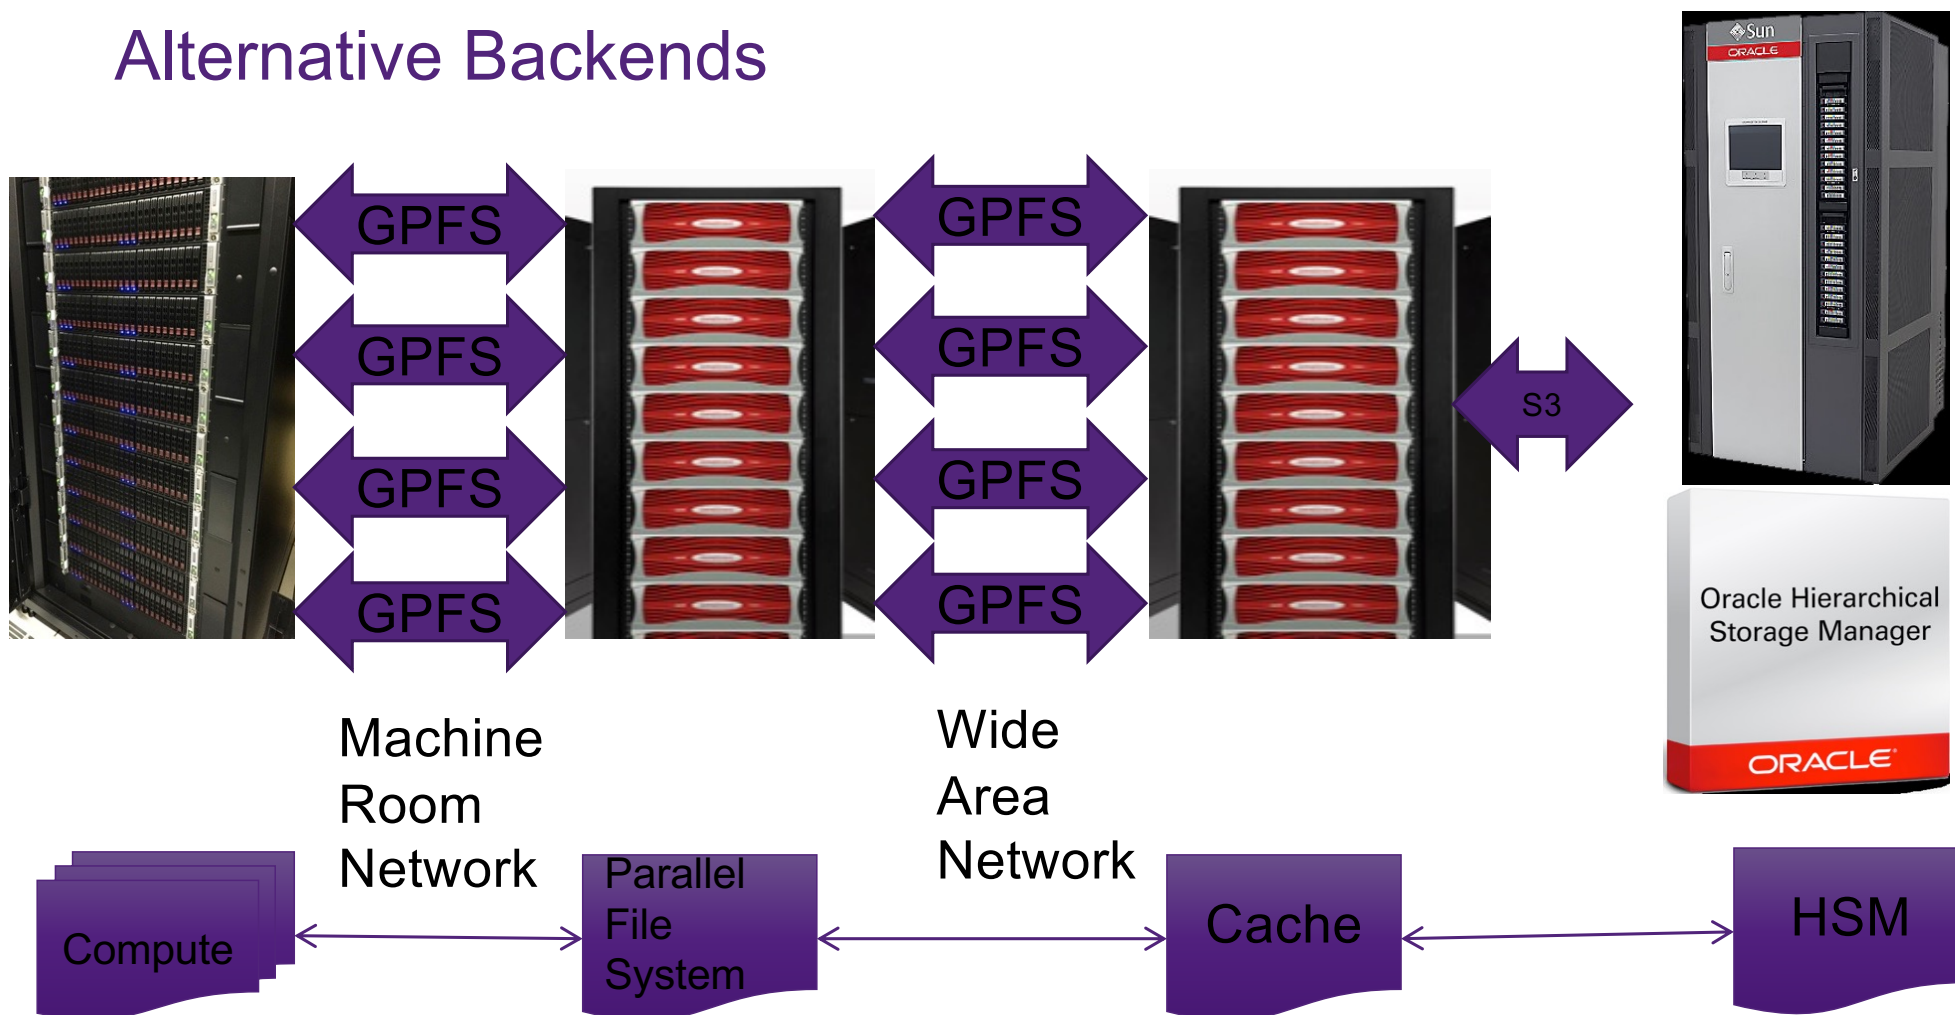 Alternative Backends
Sun
ORACLE
GPFS
GPFS
GPFS
GPFS
GPFS
GPFS
GPFS
GPFS
S3
Oracle Hierarchical
Storage Manager
ORACLE
Machine
Room
Network
Wide
Area
Network
Compute
Parallel
File
System
Cache
HSM